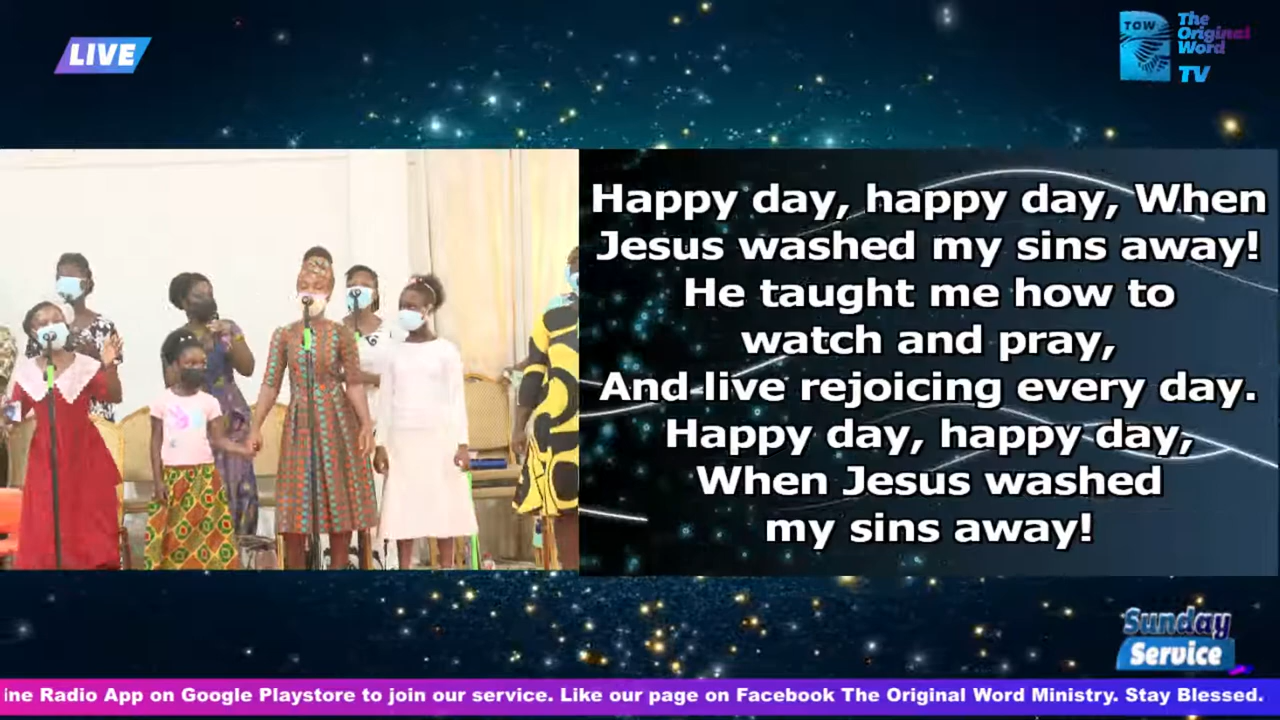 LIVE
TOW
The
Original
Word
TV
Happy day, happy day, When
Jesus washed my sins away!
He taught me how to
watch and pray,
And live rejoicing every day.
Happy day, happy day,
When Jesus washed
my sins away!
Sunday
Service
ine Radio App on Google Playstore to join our service. Like our page on Facebook The Original Word Ministry. Stay Blessed.